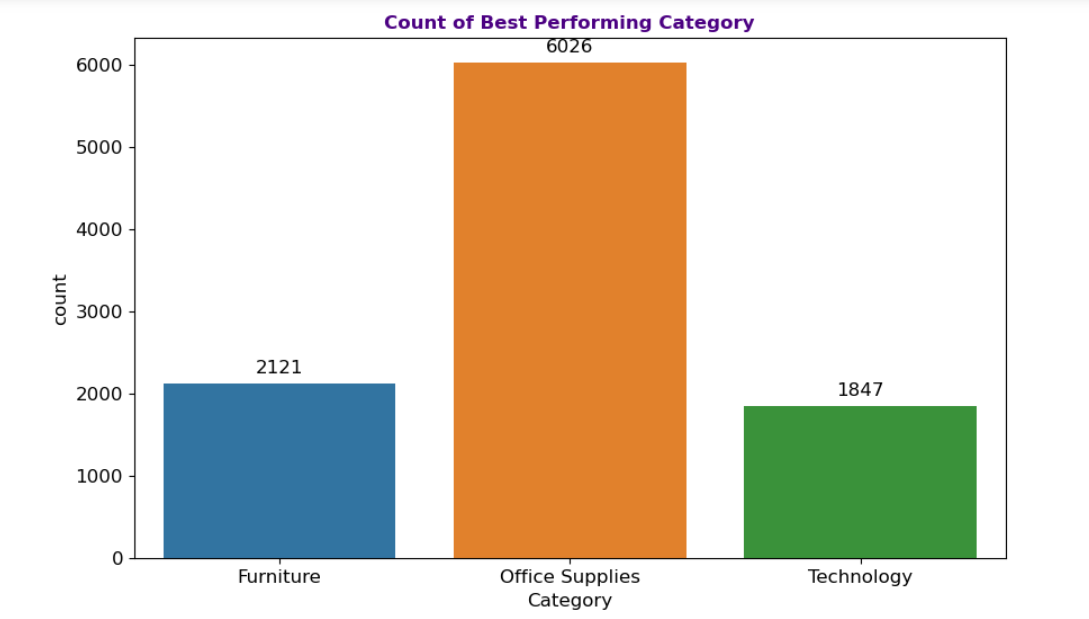 Count of Best Performing Category
6026
6000
5000
4000
3000
2000
1000
0
count
2121
1847
Furniture
Office Supplies
Technology
Category